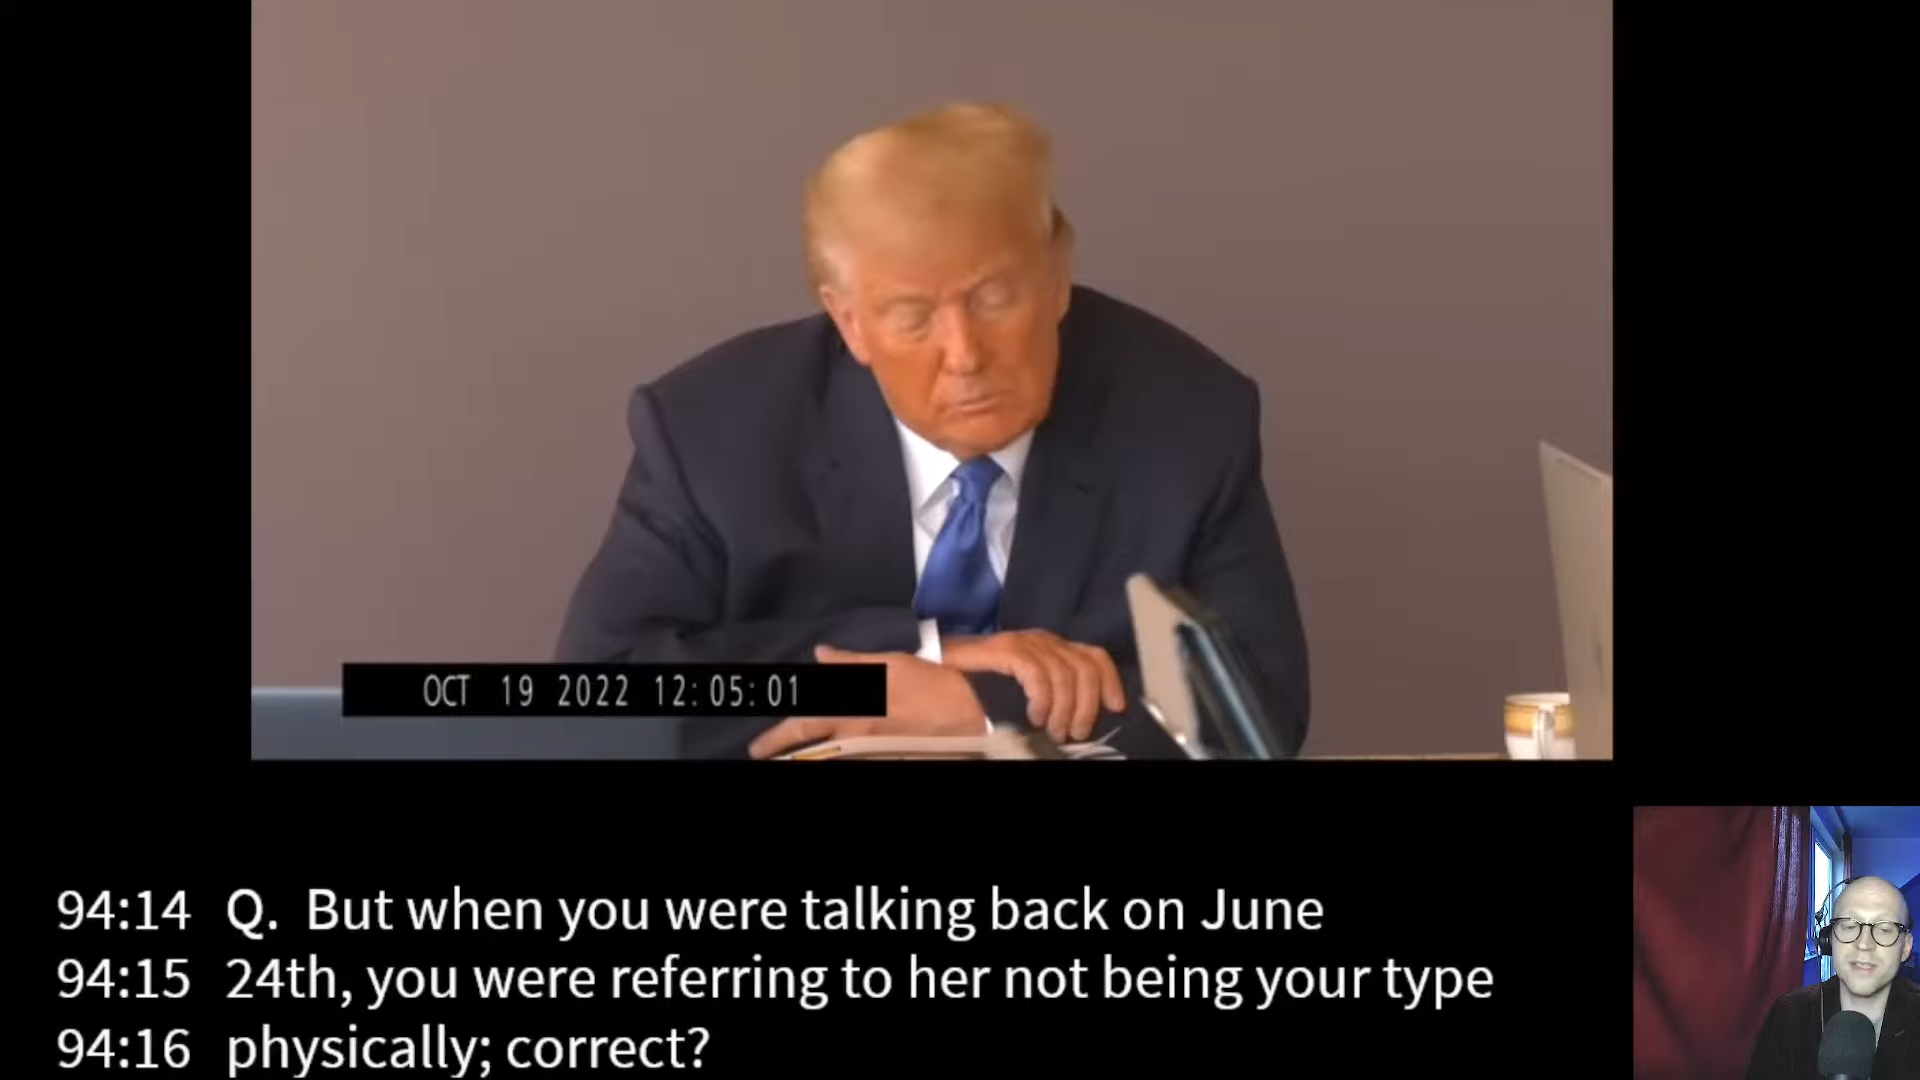 OCT 19 2022 12:05:01
94:14 Q. But when you were talking back on June
94:15 24th, you were referring to her not being your type
94:16 physically; correct?